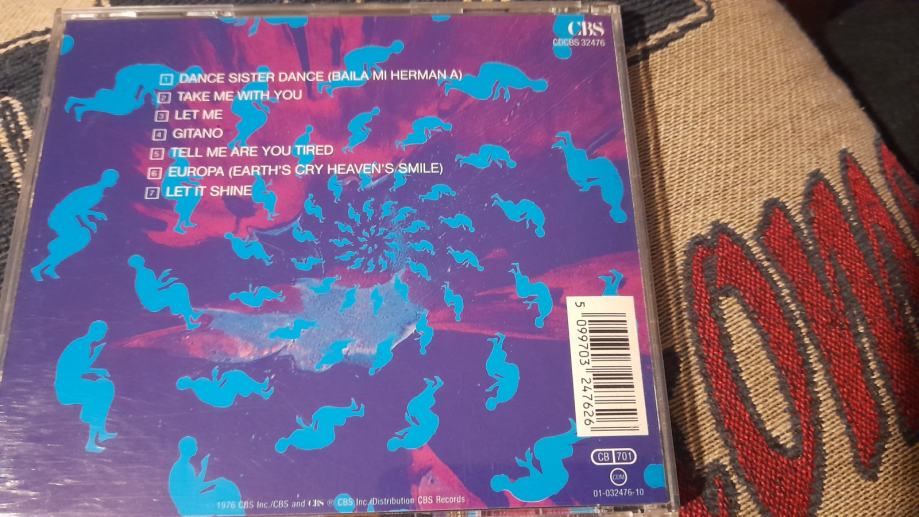 CBS
CDCBS 32476
1 DANCE SISTER DANCE (BAILA MI HERMAN A)
2 TAKE ME WITH YOU
3 LET ME
4 GITANO
5 TELL ME ARE YOU TIRED
6 EUROPA (EARTH'S CRY HEAVEN'S SMILE)
7 LET IT SHINE
5 099703 247626
CB 701
1976 CBS Inc./CBS and CBS ® CBS Inc./Distribution CBS Records
01-032476-10